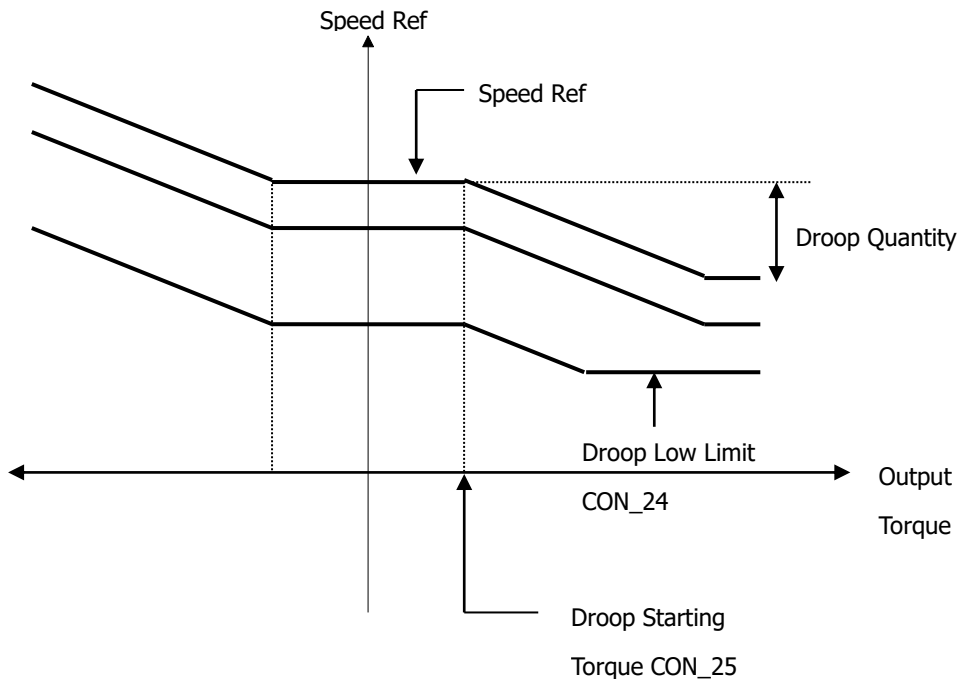 Speed Ref
Speed Ref
Droop Quantity
Droop Low Limit
CON_24
Output
Torque
Droop Starting
Torque CON_25